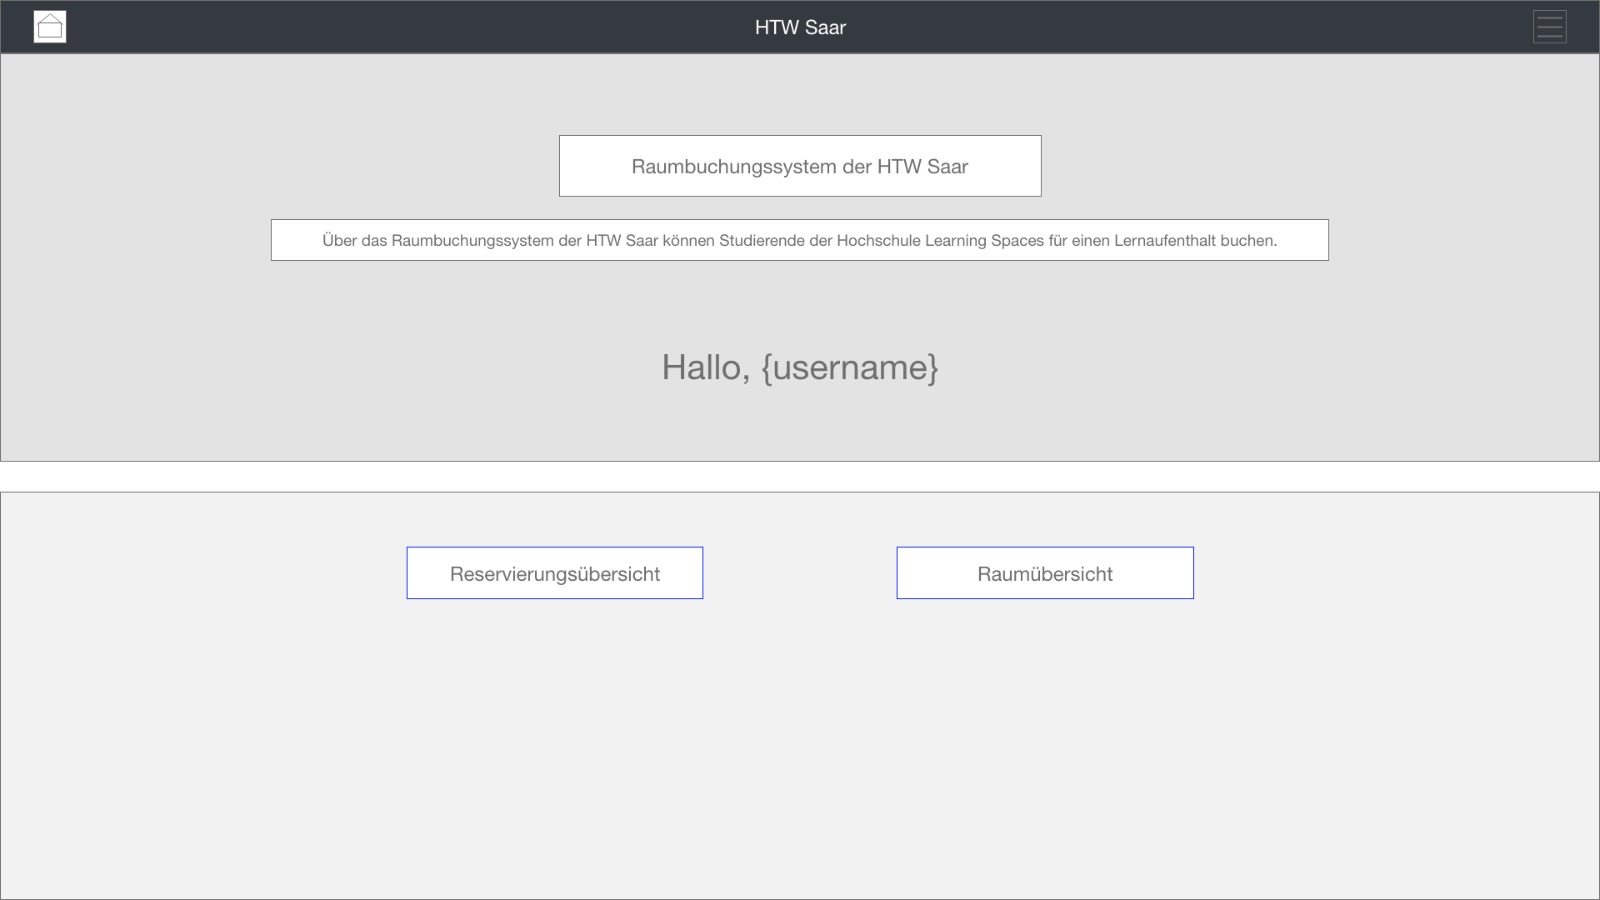 HTW Saar
Raumbuchungssystem der HTW Saar
Über das Raumbuchungssystem der HTW Saar können Studierende der Hochschule Learning Spaces für einen Lernaufenthalt buchen.
Hallo, {username}
Reservierungsübersicht
Raumübersicht